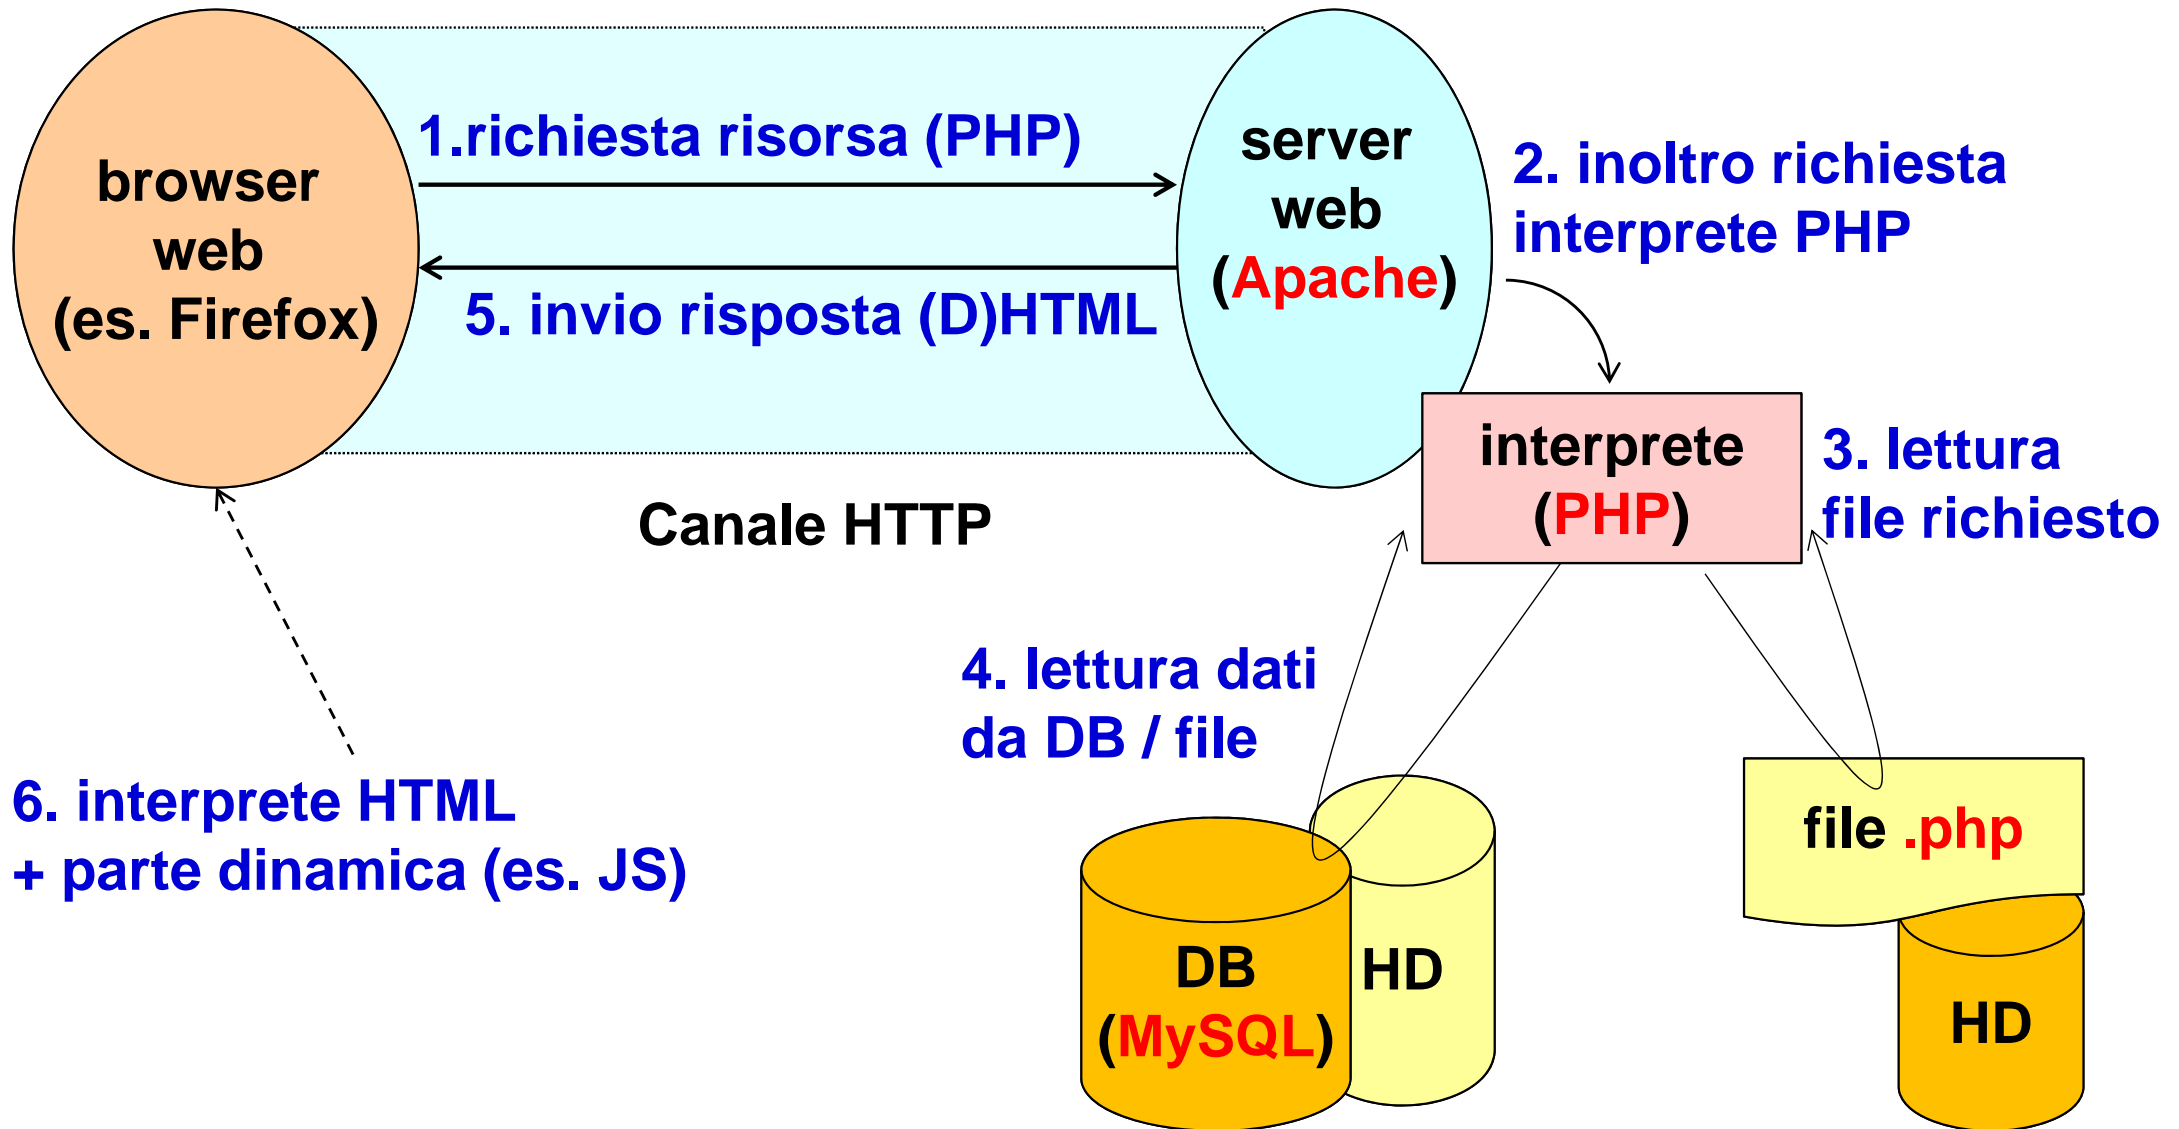 browser
web
(es. Firefox)
1.richiesta risorsa (PHP)
5. invio risposta (D)HTML
server
web
(Apache)
2. inoltro richiesta
interprete PHP
Canale HTTP
interprete
(PHP)
3. lettura
file richiesto
4. lettura dati
da DB / file
6. interprete HTML
+ parte dinamica (es. JS)
DB
(MySQL)
HD
file .php
HD